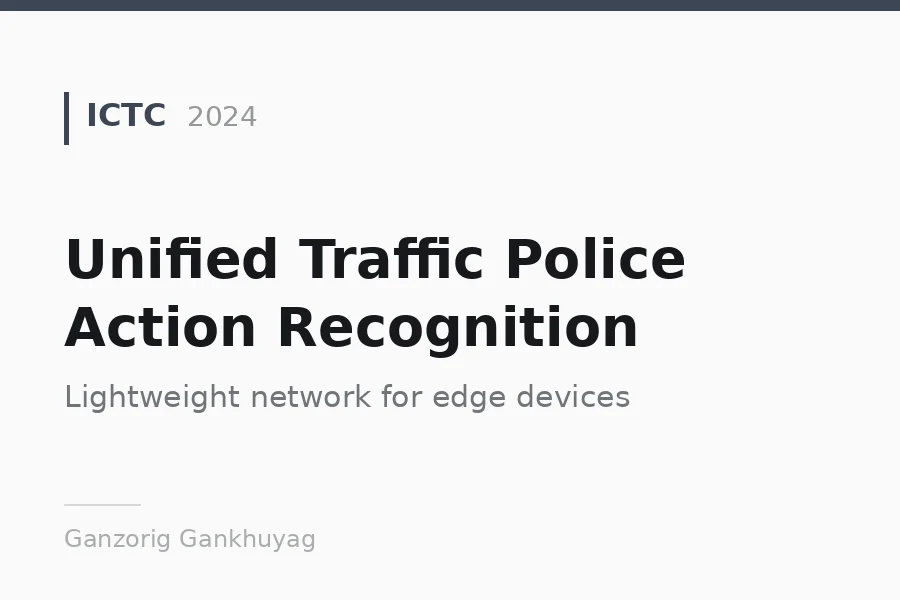 ICTC 2024
Unified Traffic Police
Action Recognition
Lightweight network for edge devices
Ganzorig Gankhuyag